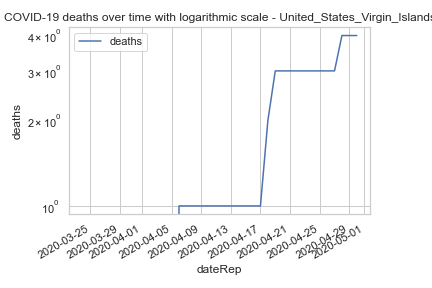 COVID-19 deaths over time with logarithmic scale - United_States_Virgin_Islands
4 × 10⁰
3 × 10⁰
2 × 10⁰
10⁰
deaths
deaths
2020-03-25
2020-03-29
2020-04-01
2020-04-05
2020-04-09
2020-04-13
2020-04-17
2020-04-21
2020-04-25
2020-04-29
2020-05-01
dateRep